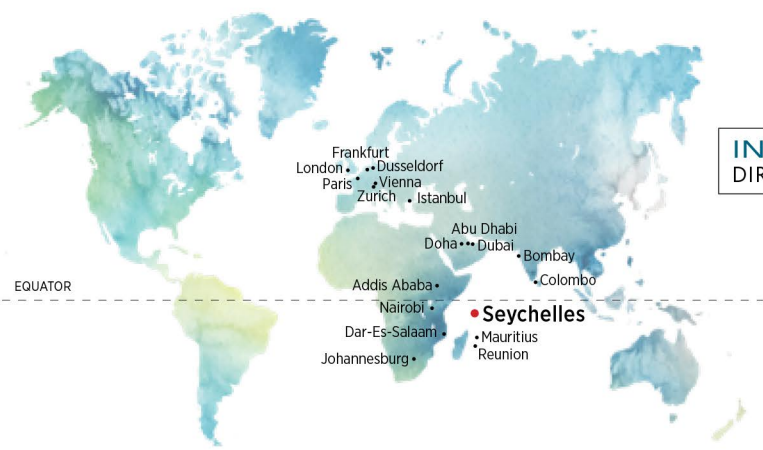 Frankfurt
London
Dusseldorf
Paris
Vienna
Zurich
Istanbul
Abu Dhabi
Doha
Dubai
Bombay
Colombo
EQUATOR
Addis Ababa
Nairobi
Seychelles
Dar-Es-Salaam
Mauritius
Reunion
Johannesburg
IN
DIR